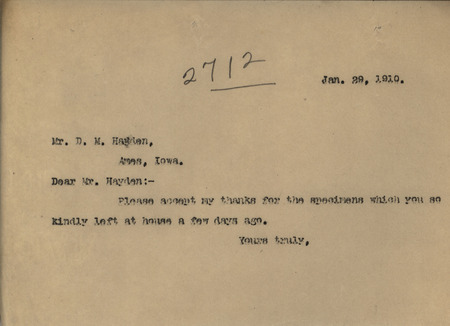 2712
Jan. 29, 1910.
Mr. D. M. Hayden,
Ames, Iowa.
Dear Mr. Hayden:-
Please accept my thanks for the specimens which you so
kindly left at house a few days ago.
Yours truly,